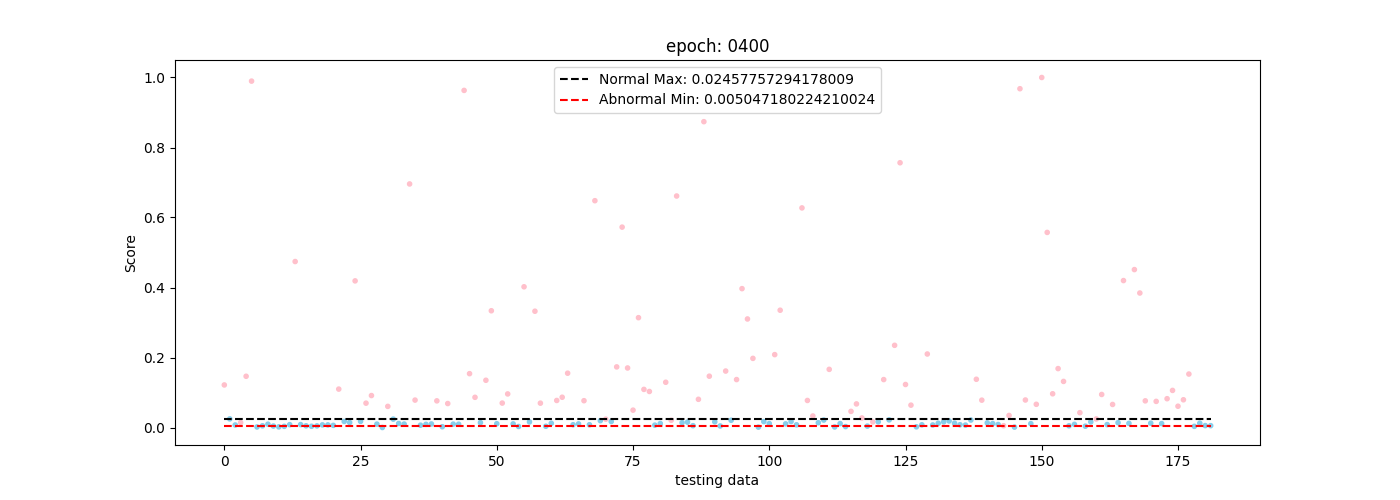 epoch: 0400
Normal Max: 0.02457757294178009
Abnormal Min: 0.005047180224210024
1.0
0.8
0.6
0.4
0.2
0.0
Score
0 25 50 75 100 125 150 175
testing data